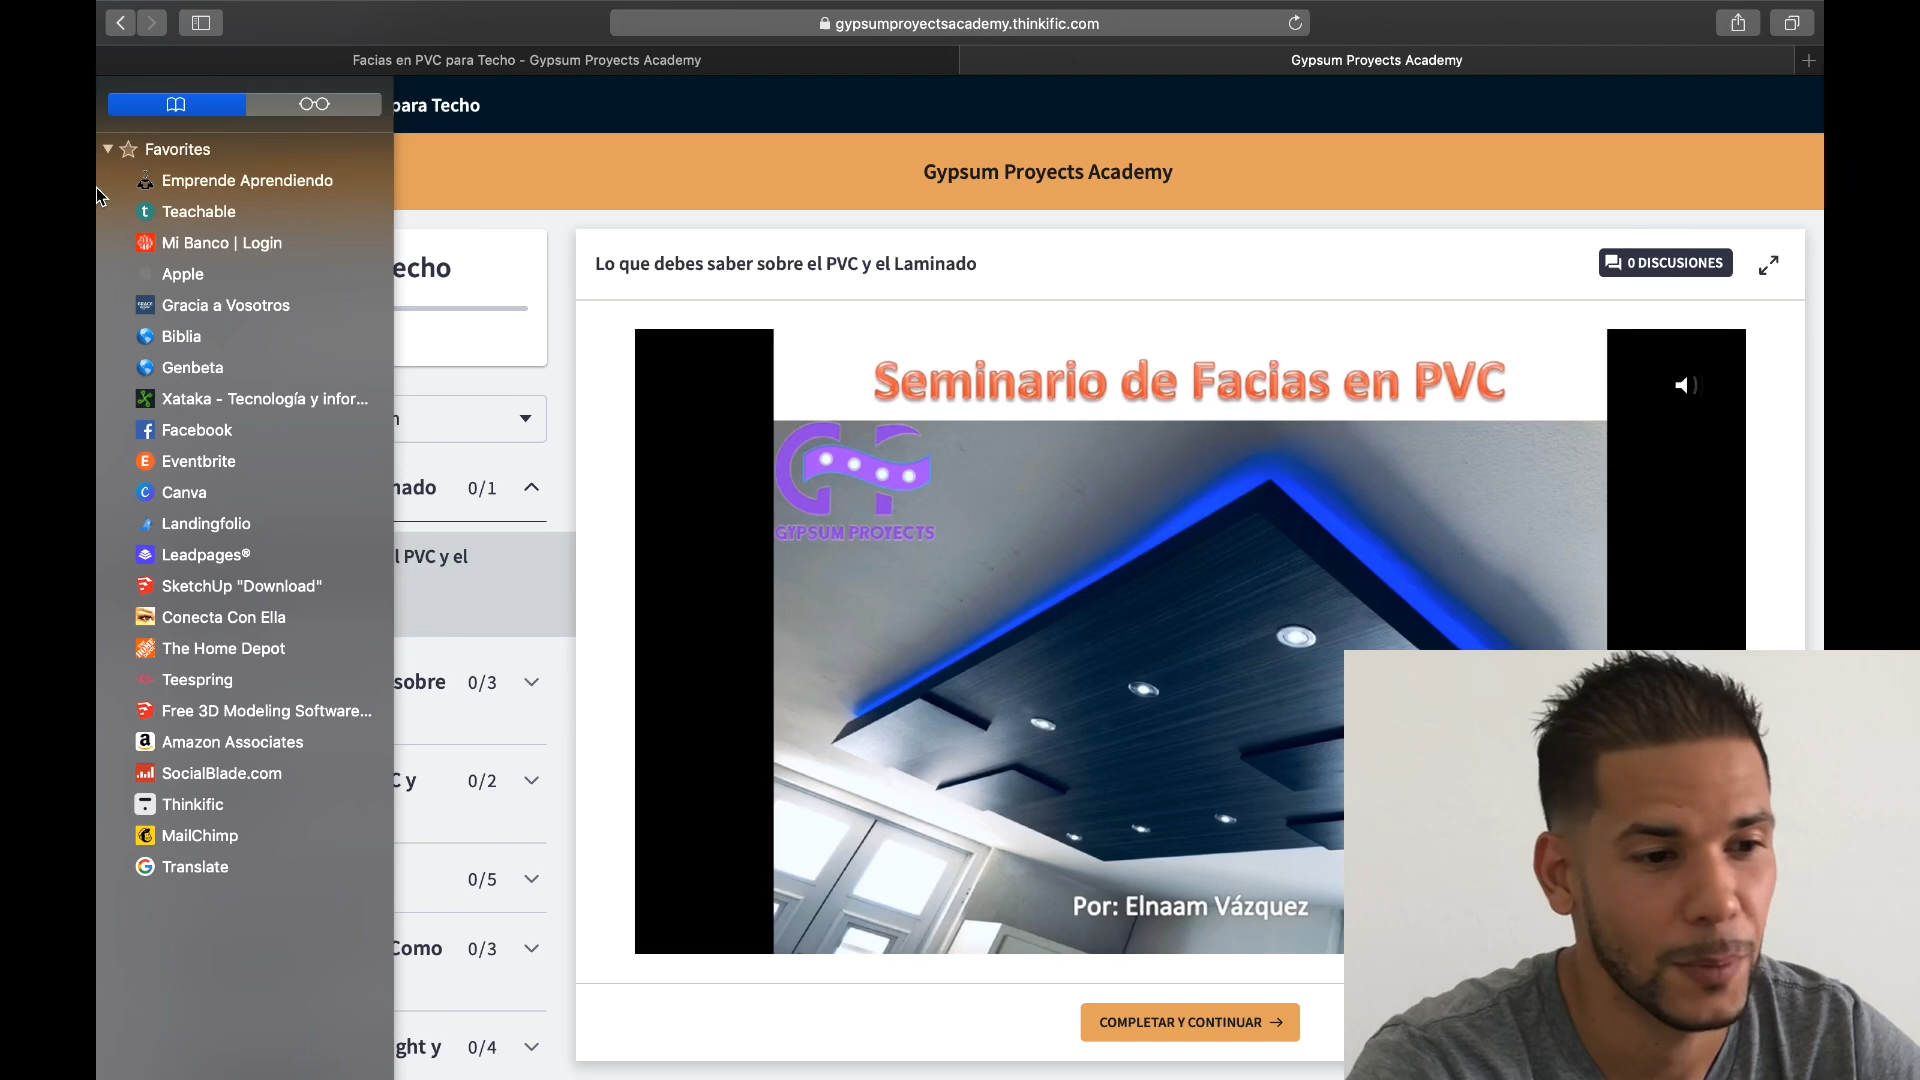 gypsumproyectsacademy.thinkific.com
Facias en PVC para Techo - Gypsum Proyects Academy
Gypsum Proyects Academy
para Techo
Gypsum Proyects Academy
Favorites
Emprende Aprendiendo
Teachable
Mi Banco | Login
Apple
Gracia a Vosotros
Biblia
Genbeta
Xataka - Tecnología y infor...
Facebook
Eventbrite
Canva
Landingfolio
Leadpages®
SketchUp "Download"
Conecta Con Ella
The Home Depot
Teespring
Free 3D Modeling Software...
Amazon Associates
SocialBlade.com
Thinkific
MailChimp
Translate
echo
n
nado 0/1
l PVC y el
sobre 0/3
C y 0/2
0/5
Como 0/3
ght y 0/4
Lo que debes saber sobre el PVC y el Laminado
0 DISCUSIONES
Seminario de Facias en PVC
GYPSUM PROYECTS
Por: Elnaam Vázquez
COMPLETAR Y CONTINUAR →